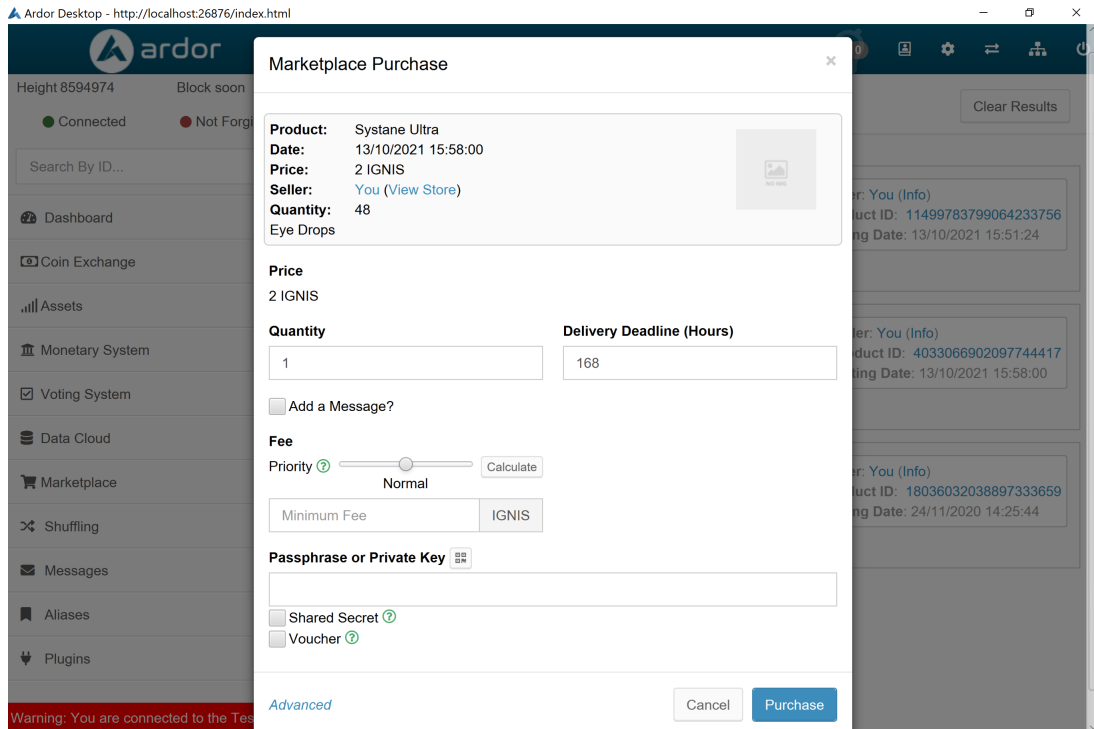 Ardor Desktop - http://localhost:26876/index.html
ardor
0
Height 8594974 Block soon
Connected Not Forgi
Search By ID...
Dashboard
Coin Exchange
Assets
Monetary System
Voting System
Data Cloud
Marketplace
Shuffling
Messages
Aliases
Plugins
Warning: You are connected to the Tes
Marketplace Purchase
×
Product: Systane Ultra
Date: 13/10/2021 15:58:00
Price: 2 IGNIS
Seller: You (View Store)
Quantity: 48
Eye Drops
Price
2 IGNIS
Quantity
1
Delivery Deadline (Hours)
168
Add a Message?
Fee
Priority ? Calculate
Normal
Minimum Fee IGNIS
Passphrase or Private Key
Shared Secret ?
Voucher ?
Advanced
Cancel
Purchase
Clear Results
er: You (Info)
luct ID: 11499783799064233756
ng Date: 13/10/2021 15:51:24
ler: You (Info)
duct ID: 4033066902097744417
ting Date: 13/10/2021 15:58:00
er: You (Info)
luct ID: 18036032038897333659
ng Date: 24/11/2020 14:25:44